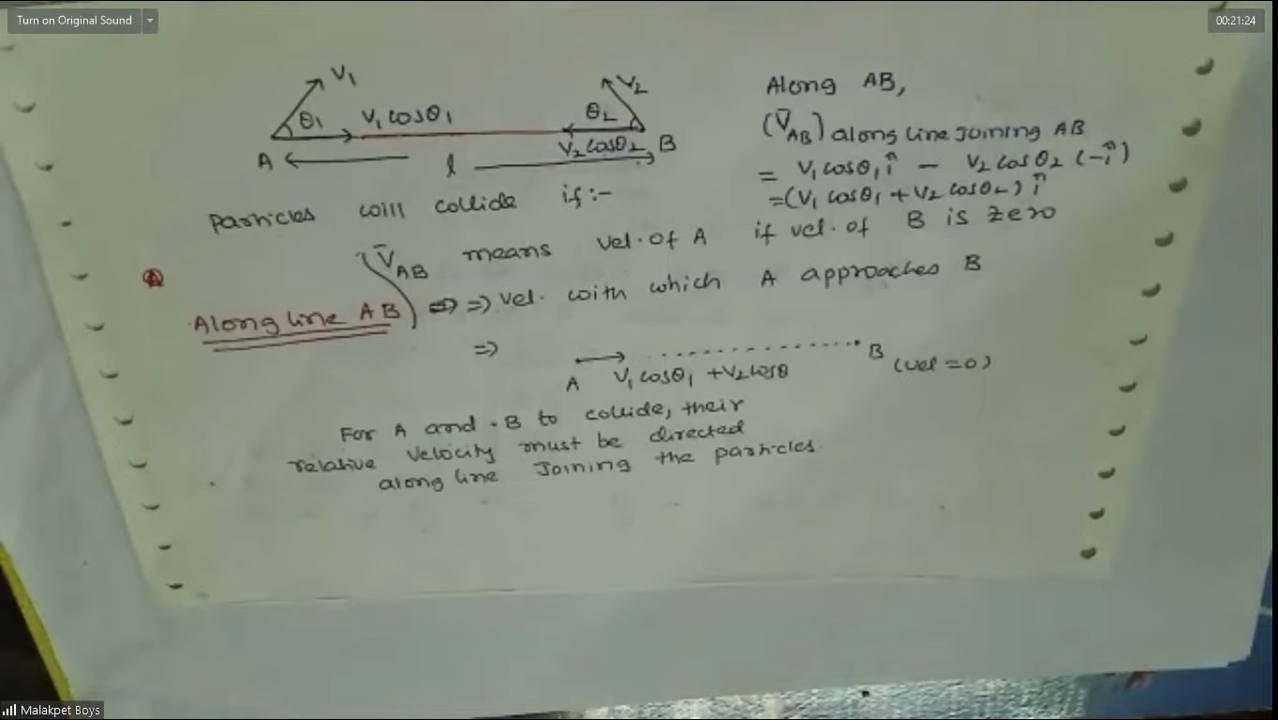 Turn on Original Sound
00:21:24
V₁
θ₁
V₁ cosθ₁
V₂
θ₂
V₂ cosθ₂
A
l
B
Along AB,
(V̄_AB) along line joining AB
= V₁ cosθ₁ î − V₂ cosθ₂ (-î)
=(V₁ cosθ₁ + V₂ cosθ₂) î
Particles will collide if:-
V̄_AB means vel. of A if vel. of B is zero
Along line AB) ⇒ ⇒) vel. with which A approaches B
⇒)
A V₁ cosθ₁ + V₂ cosθ B (vel = 0)
For A and B to collide, their
relative velocity must be directed
along line joining the particles.
Malakpet Boys